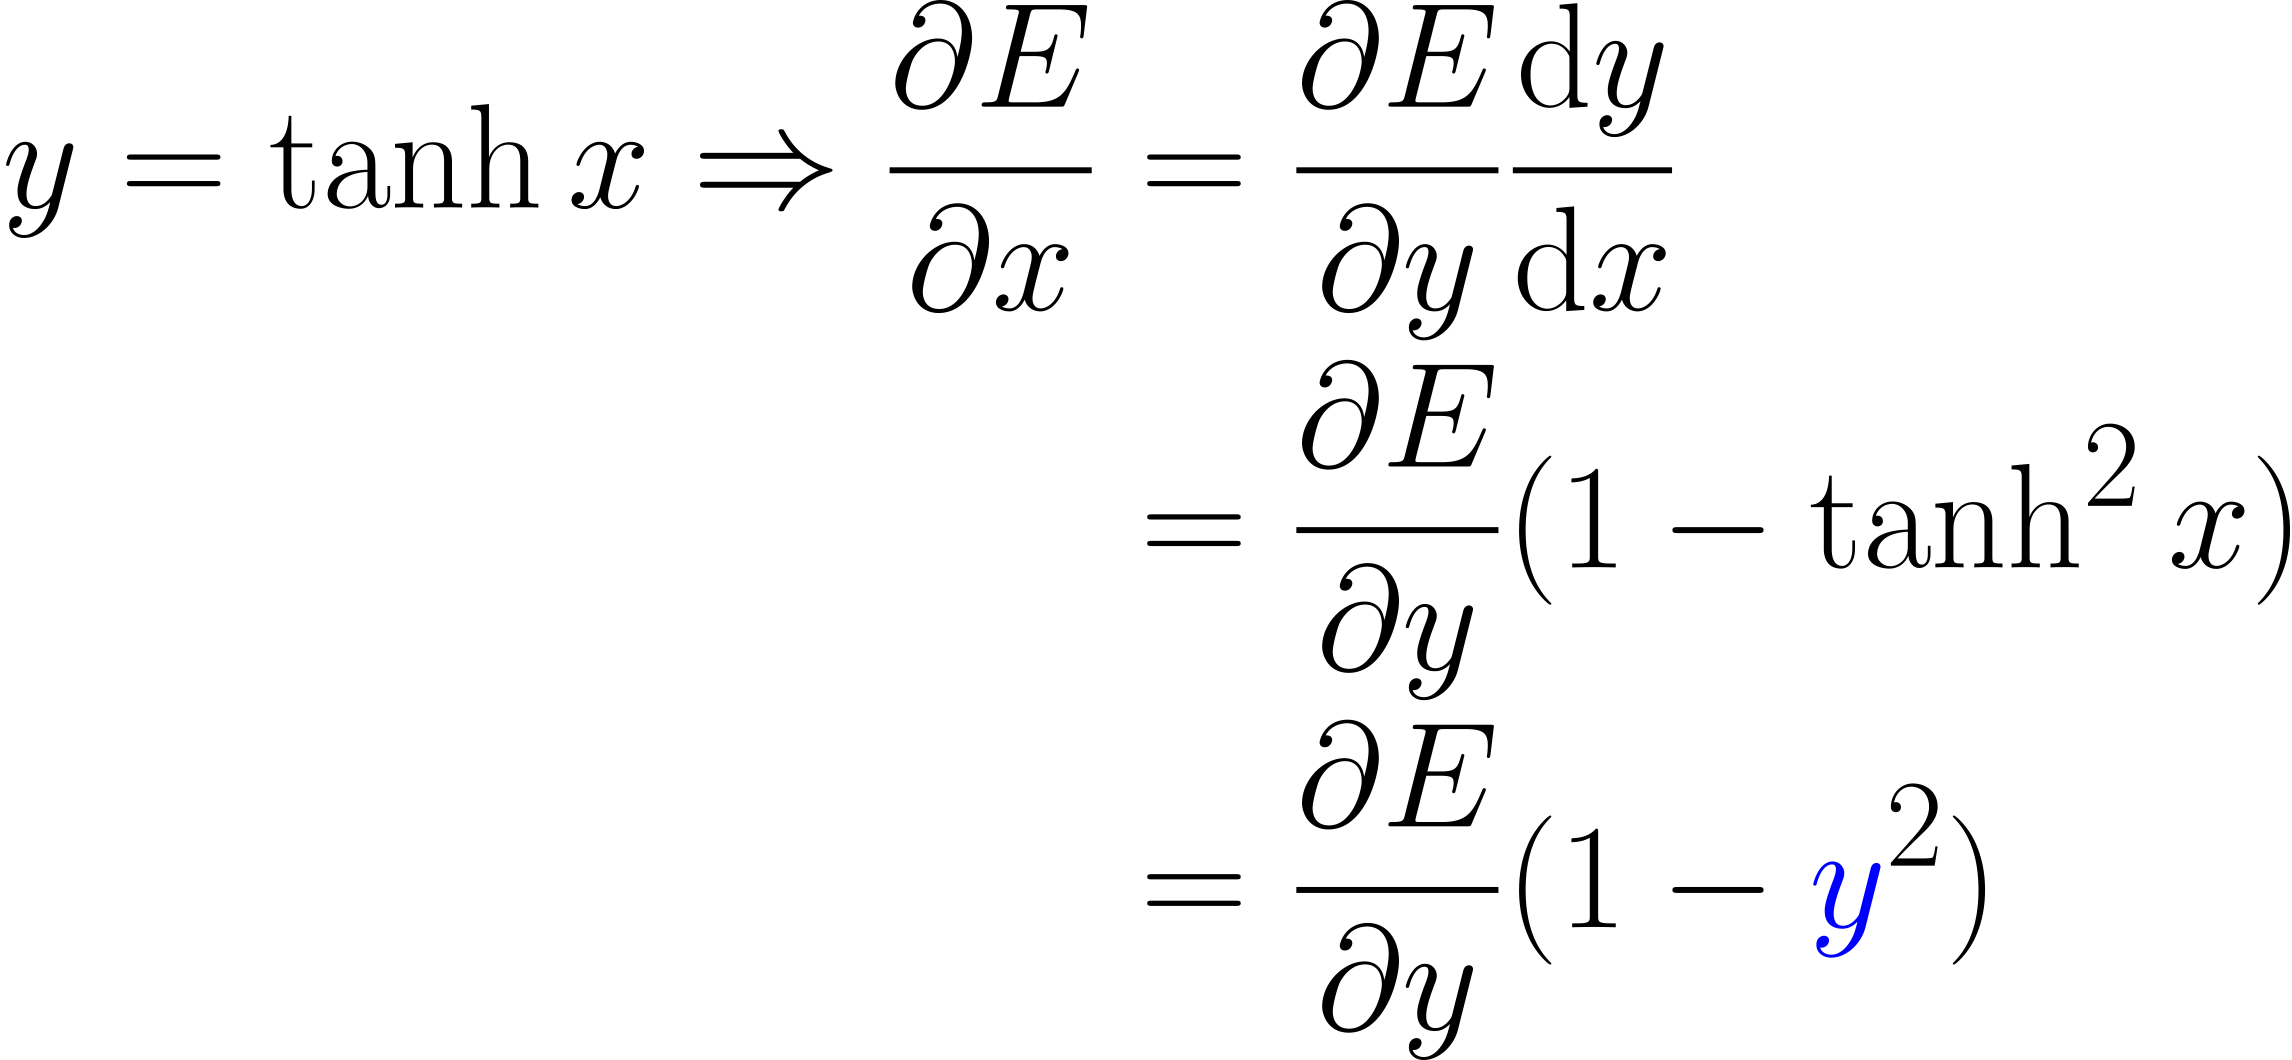 y = tanh x ⇒ ∂E/∂x = ∂E/∂y dy/dx
= ∂E/∂y (1 − tanh² x)
= ∂E/∂y (1 − y²)